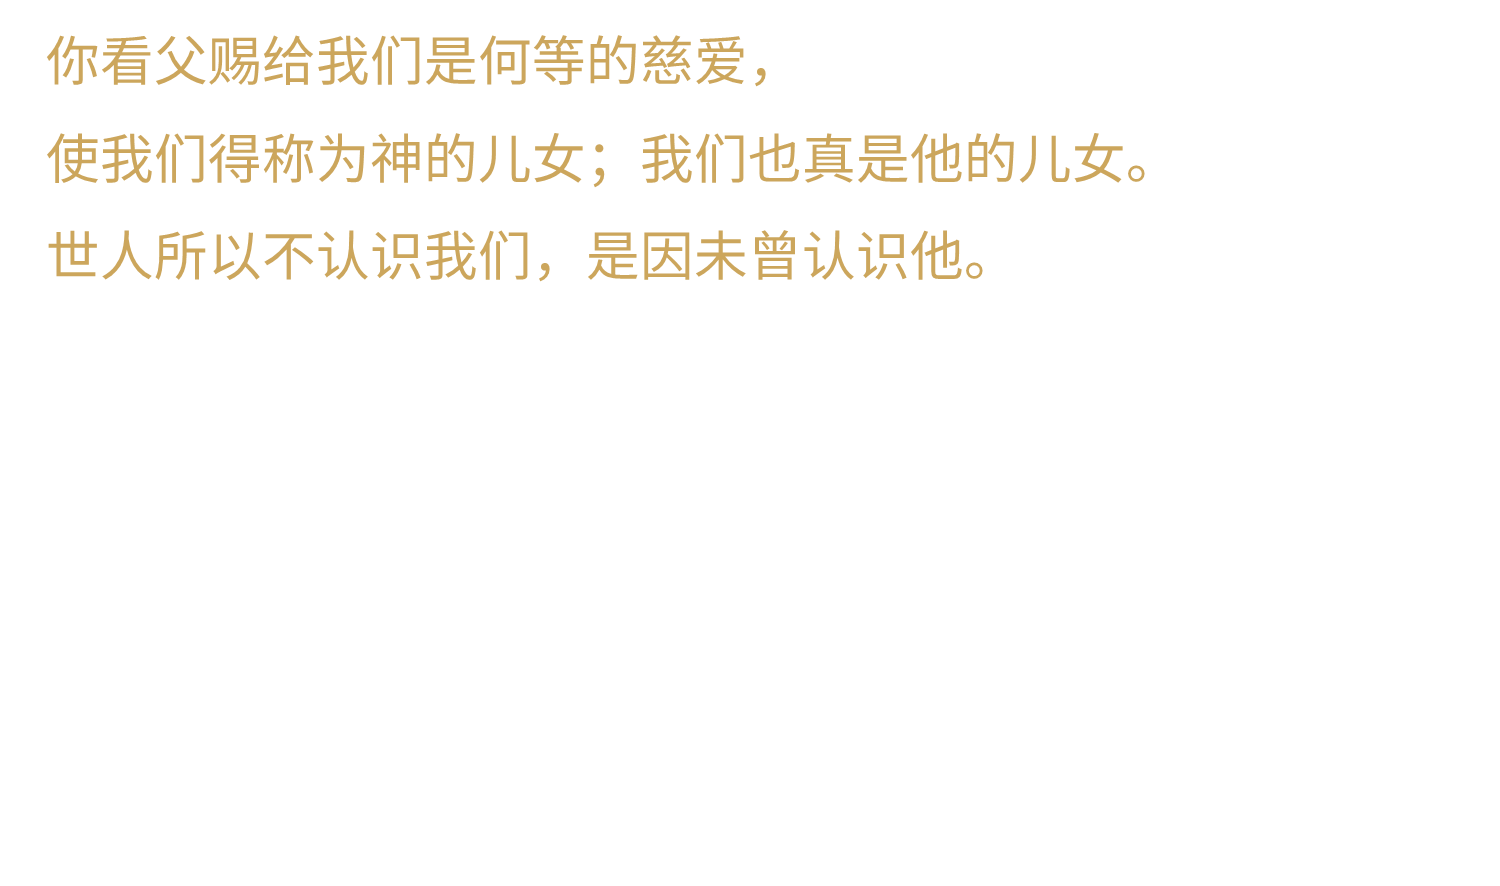 你看父赐给我们是何等的慈爱，
使我们得称为神的儿女；我们也真是他的儿女。
世人所以不认识我们，是因未曾认识他。